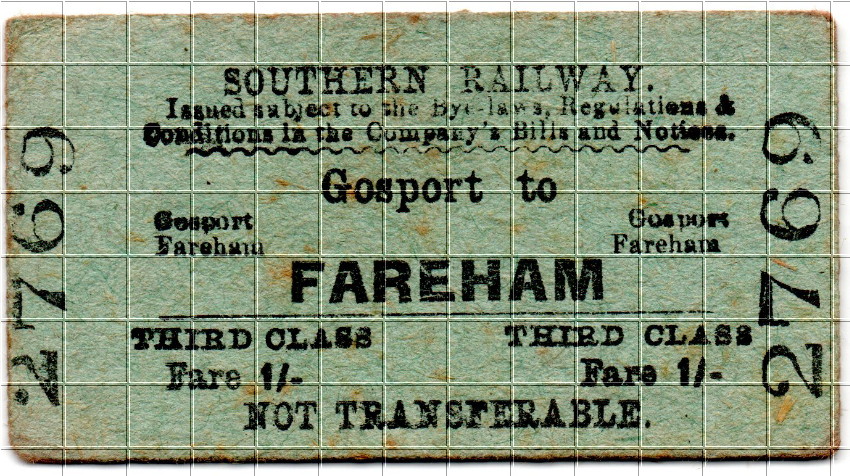 SOUTHERN RAILWAY.
Issued subject to the Bye-laws, Regulations &
Conditions in the Company's Bills and Notices.
Gosport to
Gosport Gosport
Fareham Fareham
FAREHAM
THIRD CLASS THIRD CLASS
Fare 1/- Fare 1/-
NOT TRANSFERABLE.
2769
2769